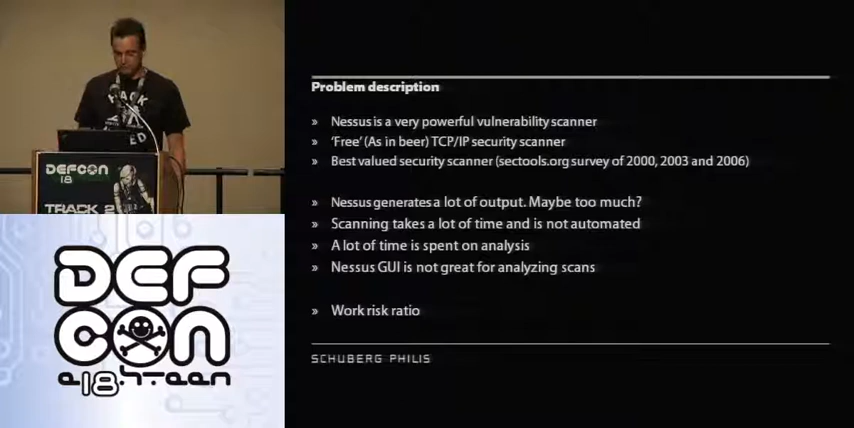 HACK
DEFCON
18
TRACK 2
DEF
CON
e18.hteen
Problem description
» Nessus is a very powerful vulnerability scanner
» 'Free' (As in beer) TCP/IP security scanner
» Best valued security scanner (sectools.org survey of 2000, 2003 and 2006)
» Nessus generates a lot of output. Maybe too much?
» Scanning takes a lot of time and is not automated
» A lot of time is spent on analysis
» Nessus GUI is not great for analyzing scans
» Work risk ratio
SCHUBERG PHILIS